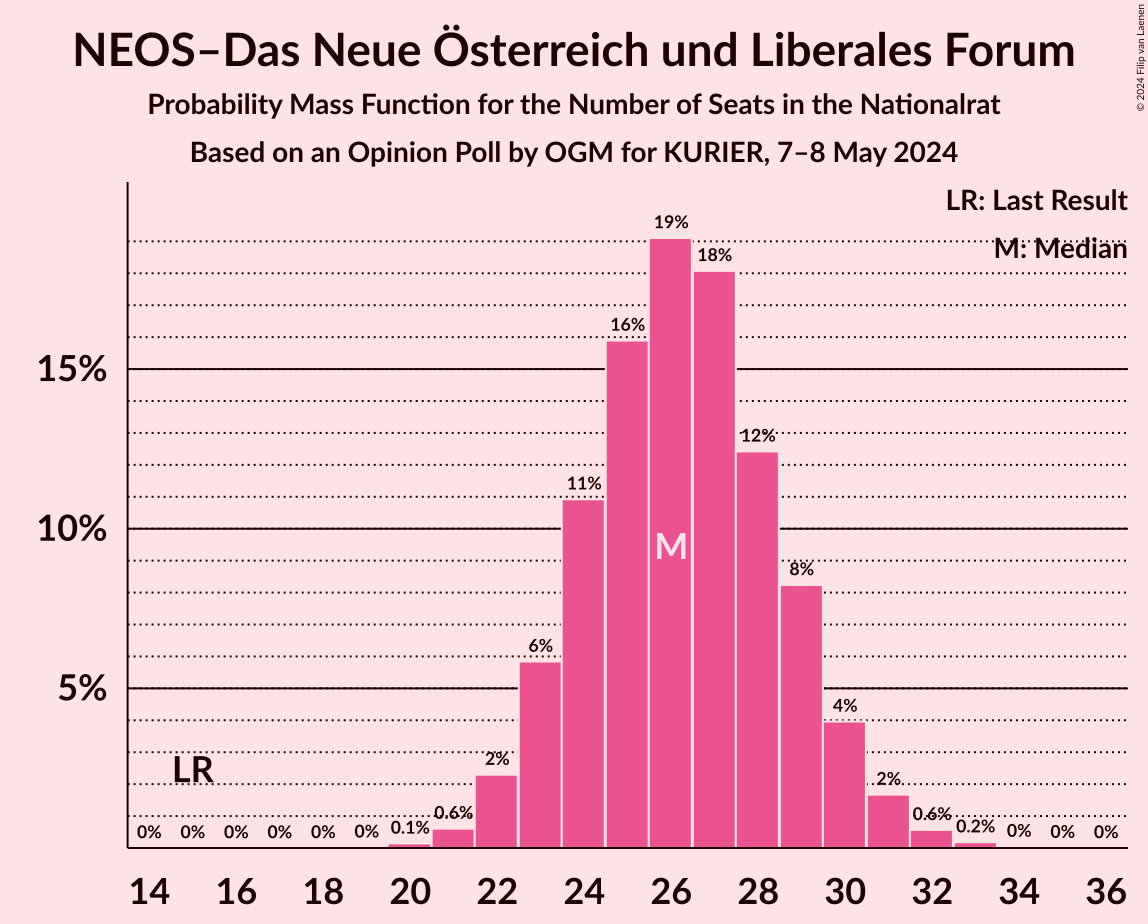 NEOS–Das Neue Österreich und Liberales Forum
Probability Mass Function for the Number of Seats in the Nationalrat
Based on an Opinion Poll by OGM for KURIER, 7–8 May 2024
© 2024 Filip van Laenen
LR: Last Result
M: Median
15%
10%
5%
0%
0%
0%
0%
0%
0%
0.1%
0.6%
2%
6%
11%
16%
19%
18%
12%
8%
4%
2%
0.6%
0.2%
0%
0%
0%
LR
M
14 16 18 20 22 24 26 28 30 32 34 36